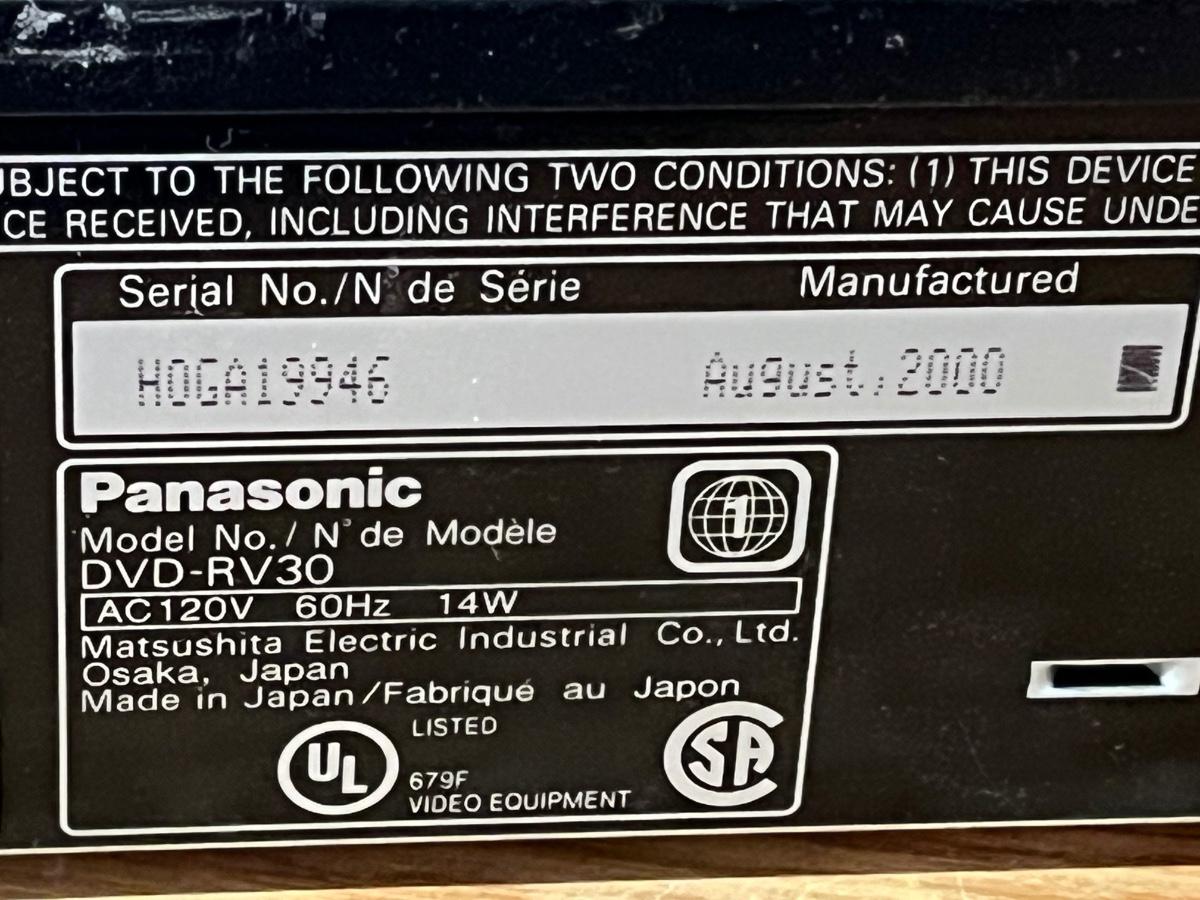 UBJECT TO THE FOLLOWING TWO CONDITIONS: (1) THIS DEVICE
CE RECEIVED, INCLUDING INTERFERENCE THAT MAY CAUSE UNDE
Serial No./N° de Série Manufactured
H0GA19946 August.2000
Panasonic
1
Model No./ N° de Modèle
DVD-RV30
AC120V 60Hz 14W
Matsushita Electric Industrial Co., Ltd.
Osaka, Japan
Made in Japan/Fabriqué au Japon
UL LISTED SA
679F
VIDEO EQUIPMENT